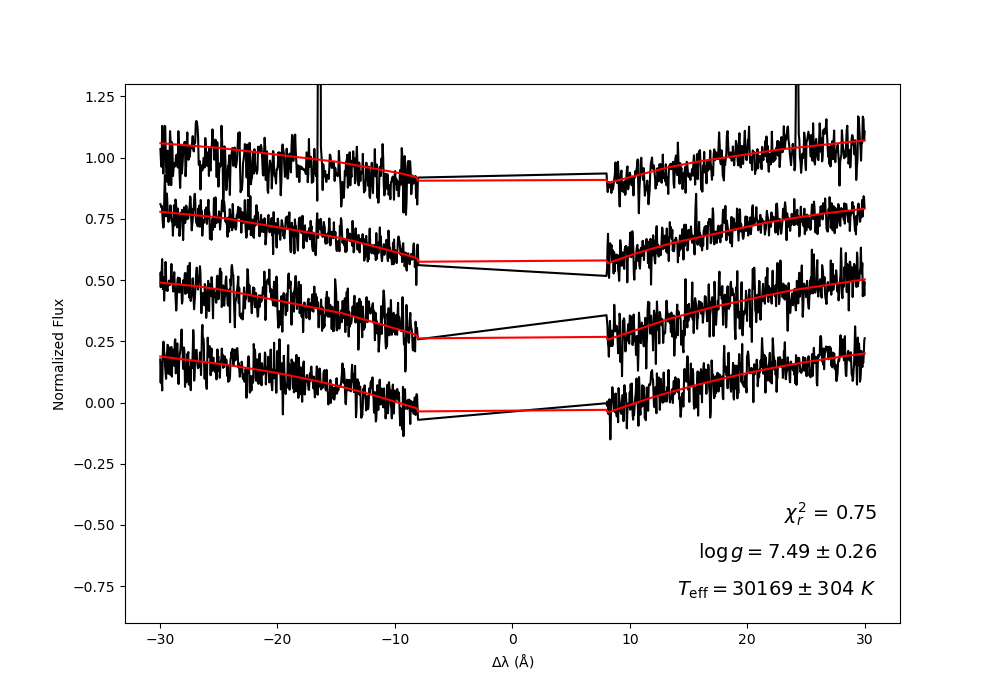 1.25
1.00
0.75
0.50
0.25
0.00
−0.25
−0.50
−0.75
Normalized Flux
χ²ᵣ = 0.75
log g = 7.49 ± 0.26
T_eff = 30169 ± 304 K
−30 −20 −10 0 10 20 30
Δλ (Å)